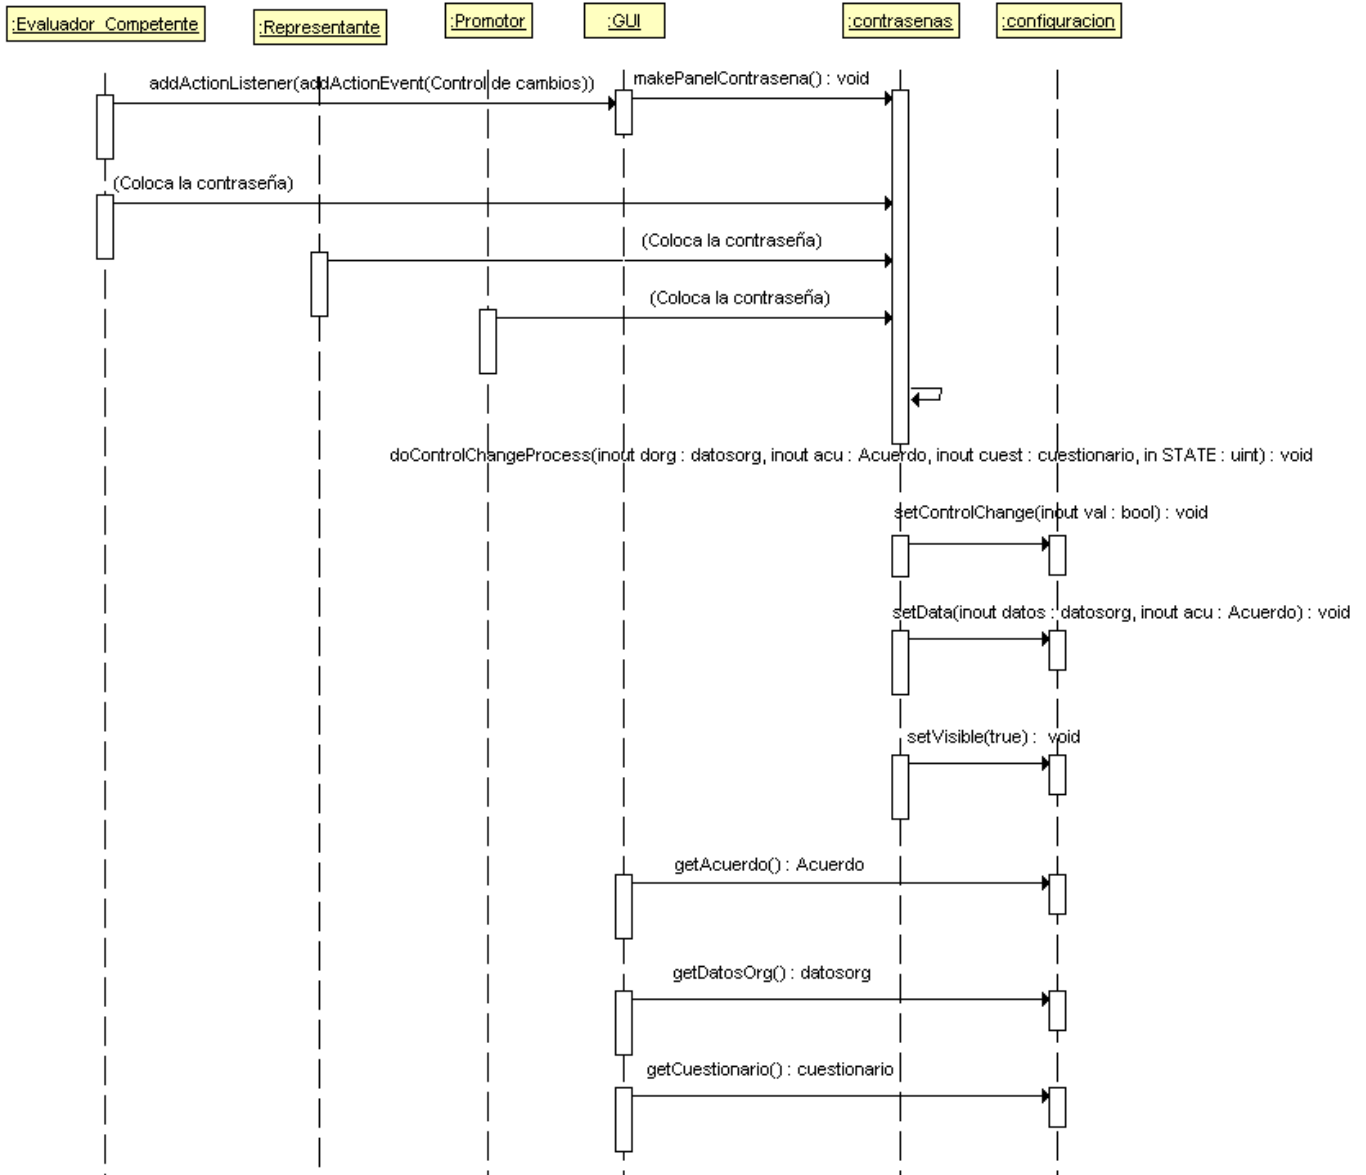 :Evaluador_Competente
:Representante
:Promotor
:GUI
:contrasenas
:configuracion
addActionListener(addActionEvent(Control de cambios))
makePanelContrasena() : void
(Coloca la contraseña)
(Coloca la contraseña)
(Coloca la contraseña)
doControlChangeProcess(inout dorg : datosorg, inout acu : Acuerdo, inout cuest : cuestionario, in STATE : uint) : void
setControlChange(inout val : bool) : void
setData(inout datos : datosorg, inout acu : Acuerdo) : void
setVisible(true) : void
getAcuerdo() : Acuerdo
getDatosOrg() : datosorg
getCuestionario() : cuestionario